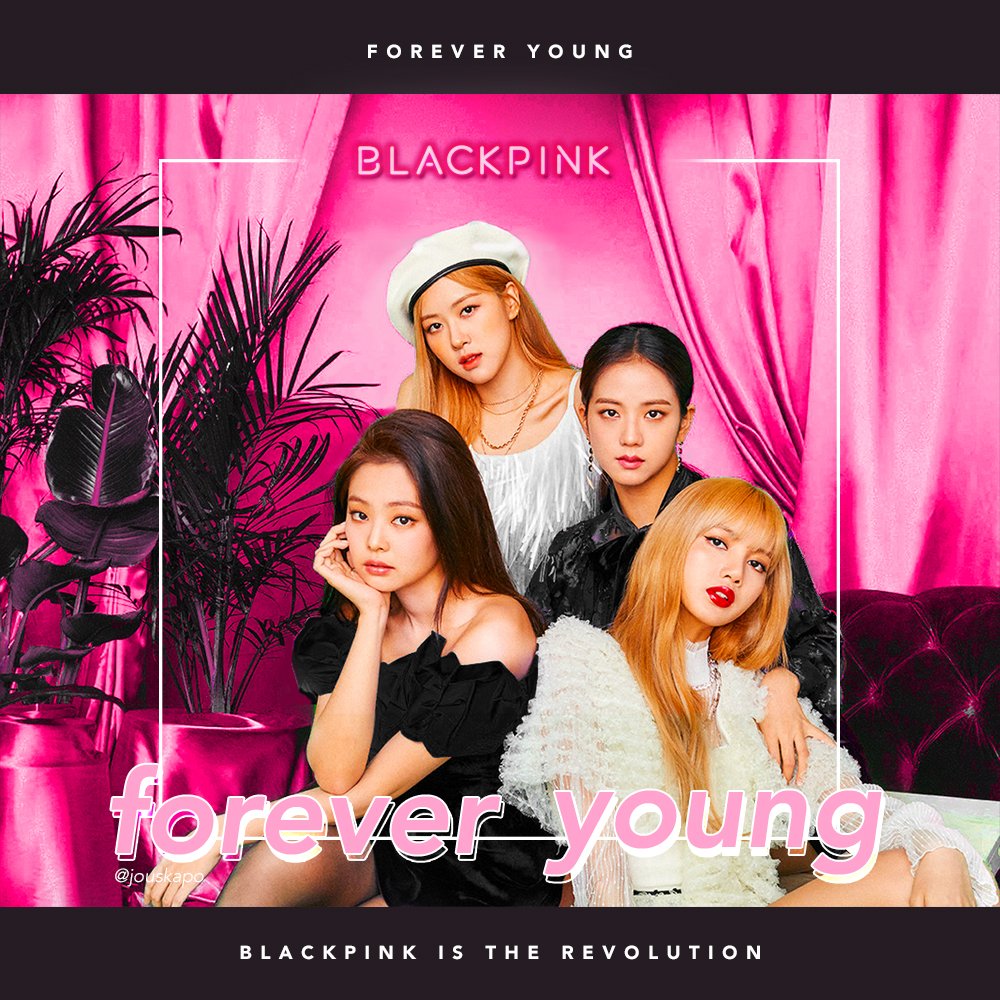 FOREVER YOUNG
BLACKPINK
forever young
@jouskapo
BLACKPINK IS THE REVOLUTION